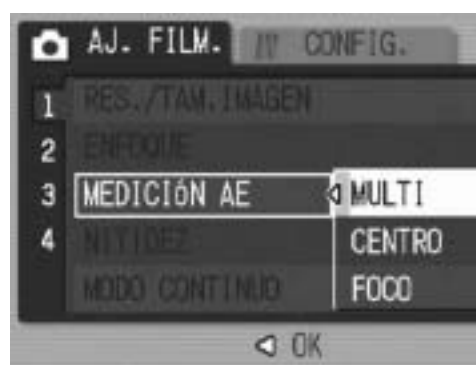 AJ. FILM. CONFIG.
1 RES./TAM.IMAGEN
2 ENFOQUE
3 MEDICIÓN AE MULTI
4 NITIDEZ CENTRO
MODO CONTINUO FOCO
OK